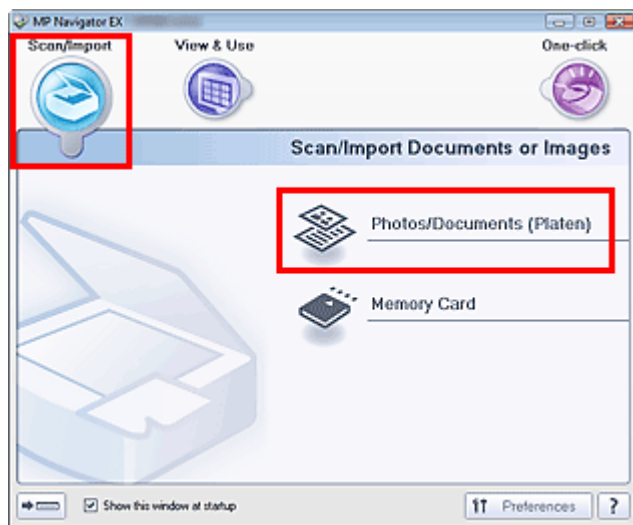 MP Navigator EX
Scan/Import
View & Use
One-click
Scan/Import Documents or Images
Photos/Documents (Platen)
Memory Card
Show this window at startup
Preferences
?